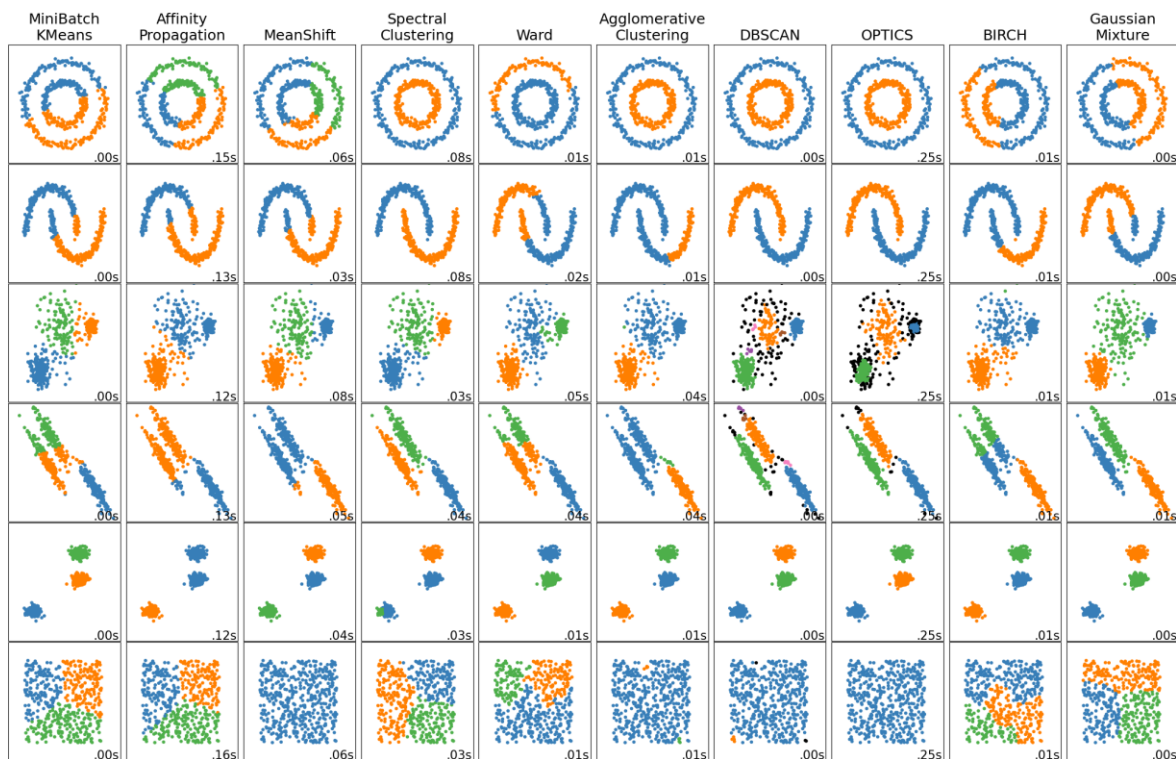 MiniBatch
KMeans
Affinity
Propagation
MeanShift
Spectral
Clustering
Ward
Agglomerative
Clustering
DBSCAN
OPTICS
BIRCH
Gaussian
Mixture
.00s
.15s
.06s
.08s
.01s
.01s
.00s
.25s
.01s
.00s
.00s
.13s
.03s
.08s
.02s
.01s
.00s
.25s
.01s
.00s
.00s
.12s
.08s
.03s
.05s
.04s
.00s
.25s
.01s
.01s
.00s
.13s
.05s
.04s
.04s
.04s
.00s
.25s
.01s
.01s
.00s
.12s
.04s
.03s
.01s
.01s
.00s
.25s
.01s
.00s
.00s
.16s
.06s
.03s
.01s
.01s
.00s
.25s
.01s
.00s